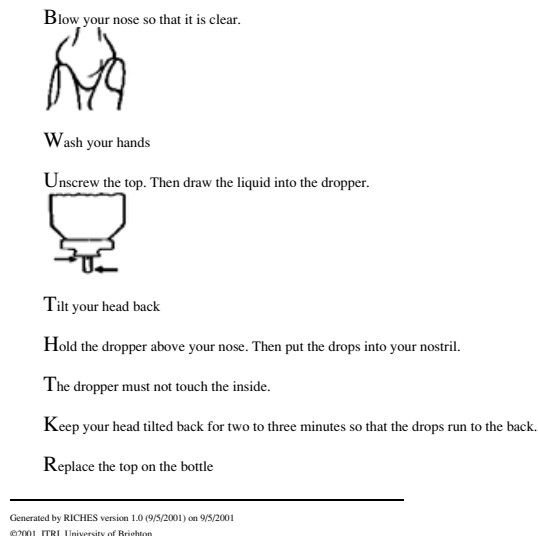 Blow your nose so that it is clear.
Wash your hands
Unscrew the top. Then draw the liquid into the dropper.
Tilt your head back
Hold the dropper above your nose. Then put the drops into your nostril.
The dropper must not touch the inside.
Keep your head tilted back for two to three minutes so that the drops run to the back.
Replace the top on the bottle
Generated by RICHES version 1.0 (9/5/2001) on 9/5/2001
©2001, ITRI, University of Brighton